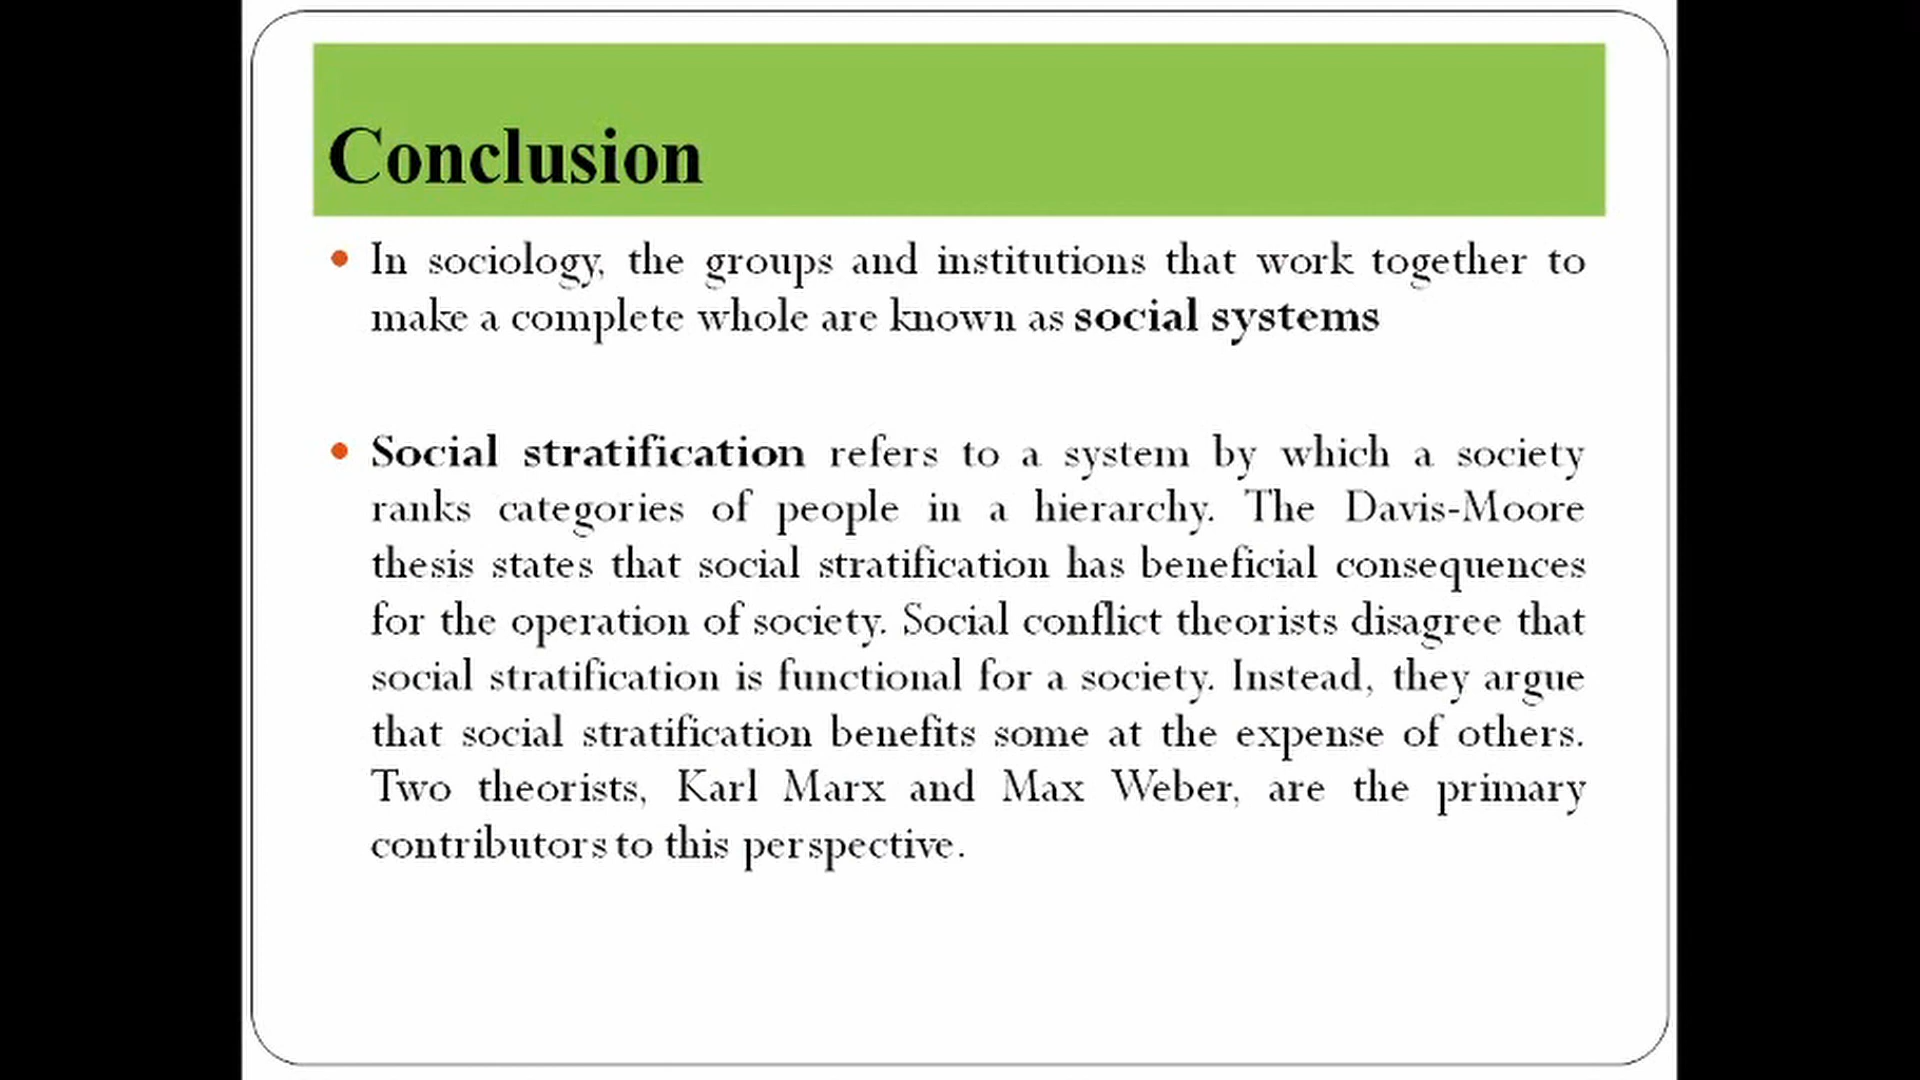 Conclusion
In sociology, the groups and institutions that work together to
make a complete whole are known as social systems
Social stratification refers to a system by which a society
ranks categories of people in a hierarchy. The Davis-Moore
thesis states that social stratification has beneficial consequences
for the operation of society. Social conflict theorists disagree that
social stratification is functional for a society. Instead, they argue
that social stratification benefits some at the expense of others.
Two theorists, Karl Marx and Max Weber, are the primary
contributors to this perspective.